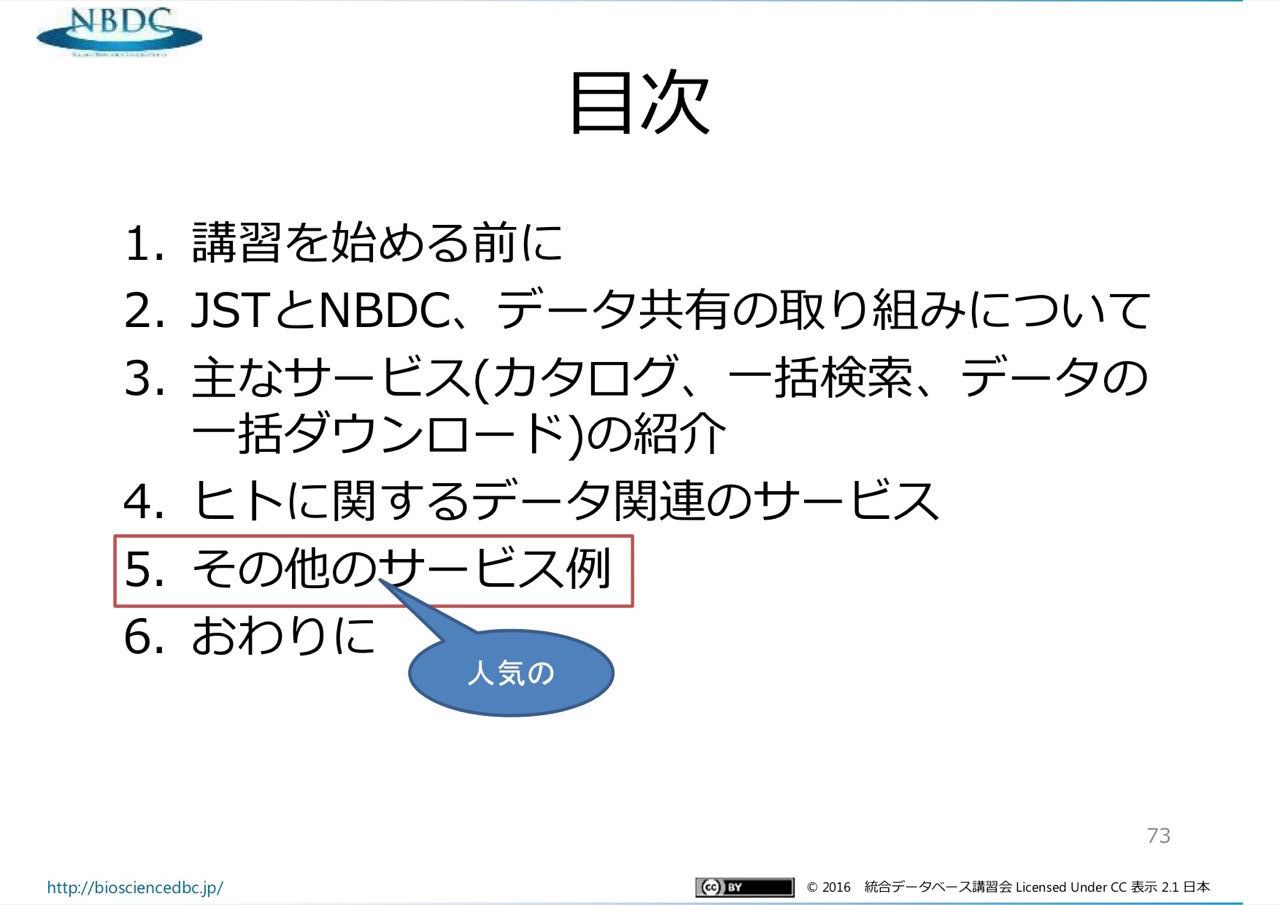 NBDC
目次
1. 講習を始める前に
2. JSTとNBDC、データ共有の取り組みについて
3. 主なサービス(カタログ、一括検索、データの
一括ダウンロード)の紹介
4. ヒトに関するデータ関連のサービス
5. その他のサービス例
6. おわりに
人気の
73
http://biosciencedbc.jp/
cc BY
© 2016 統合データベース講習会 Licensed Under CC 表示 2.1 日本